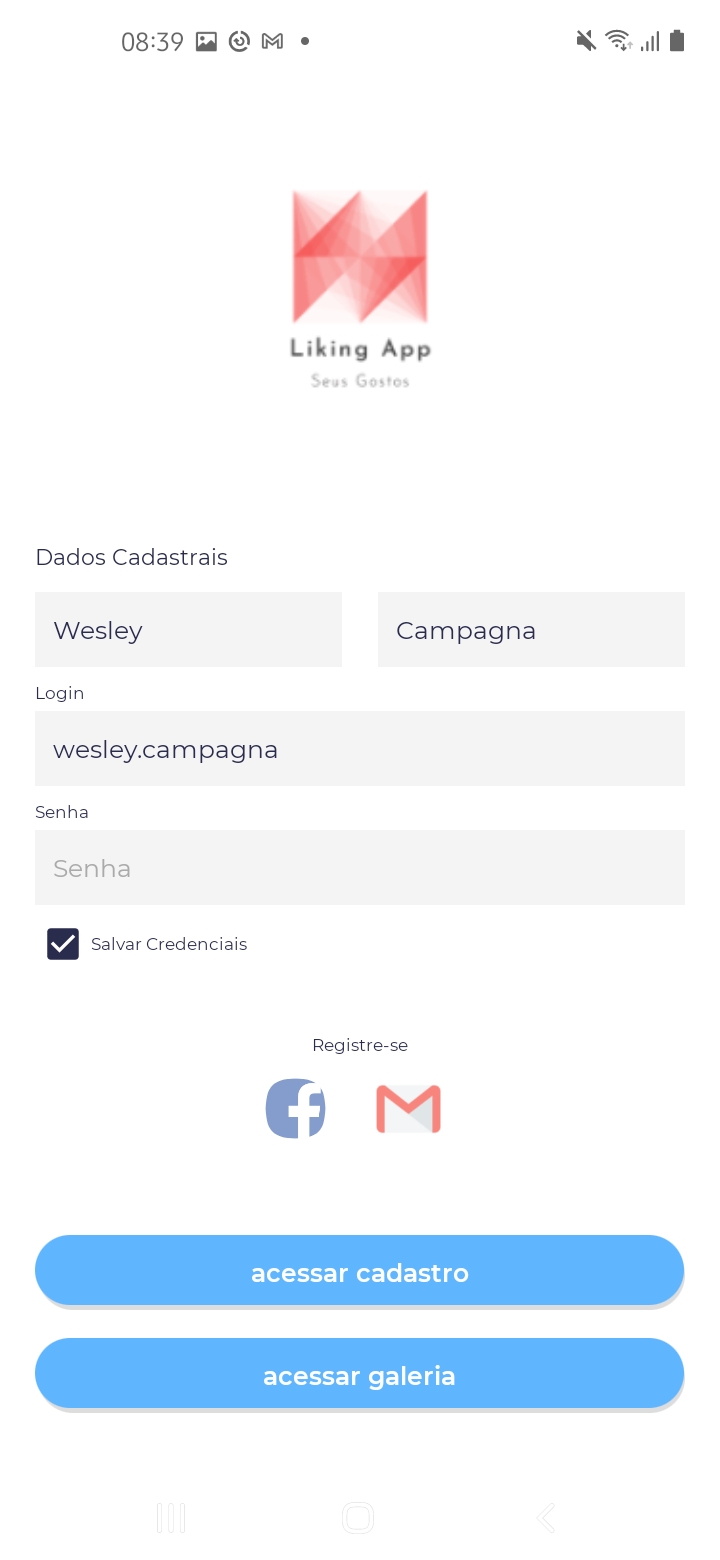 08:39
Liking App
Seus Gostos
Dados Cadastrais
Wesley Campagna
Login
wesley.campagna
Senha
Senha
Salvar Credenciais
Registre-se
acessar cadastro
acessar galeria